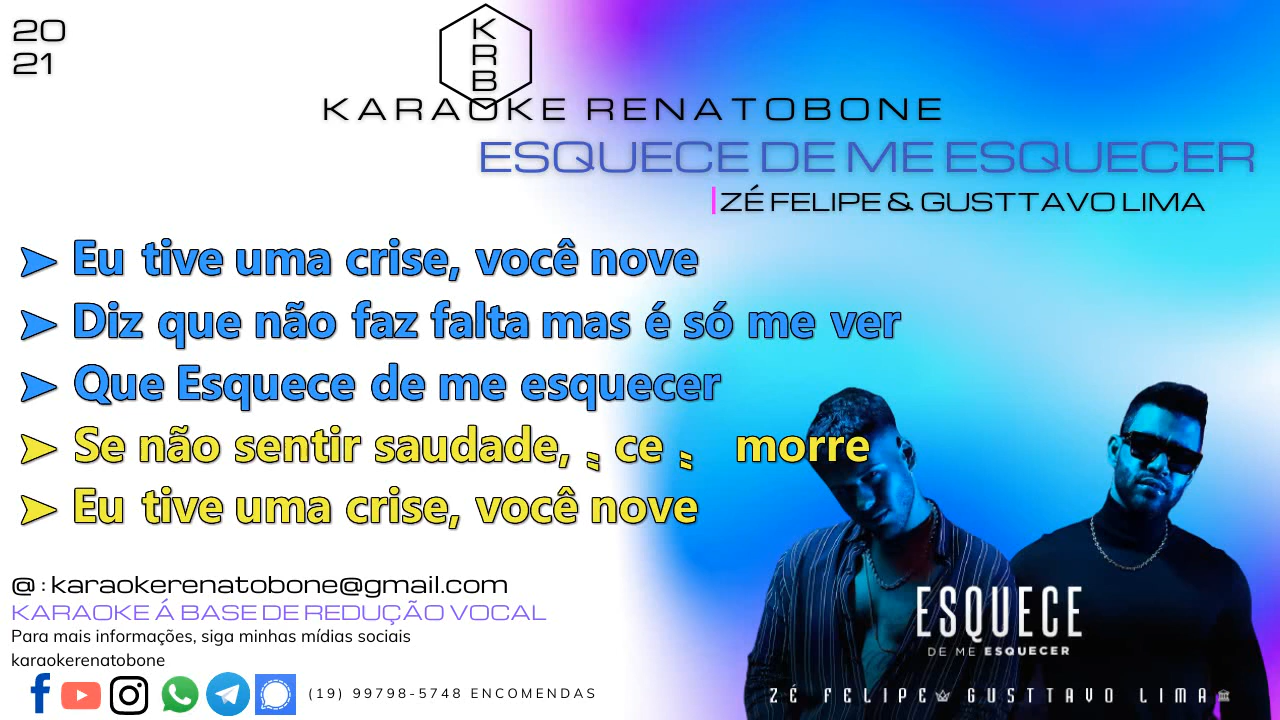 20
21
K
R
B
KARAOKE RENATOBONE
ESQUECE DE ME ESQUECER
ZÉ FELIPE & GUSTTAVO LIMA
Eu tive uma crise, você nove
Diz que não faz falta mas é só me ver
Que Esquece de me esquecer
Se não sentir saudade, ce morre
Eu tive uma crise, você nove
@ : karaokerenatobone@gmail.com
KARAOKE Á BASE DE REDUÇÃO VOCAL
Para mais informações, siga minhas mídias sociais
karaokerenatobone
(19) 99798-5748 ENCOMENDAS
ESQUECE
DE ME ESQUECER
ZÉ FELIPE GUSTTAVO LIMA